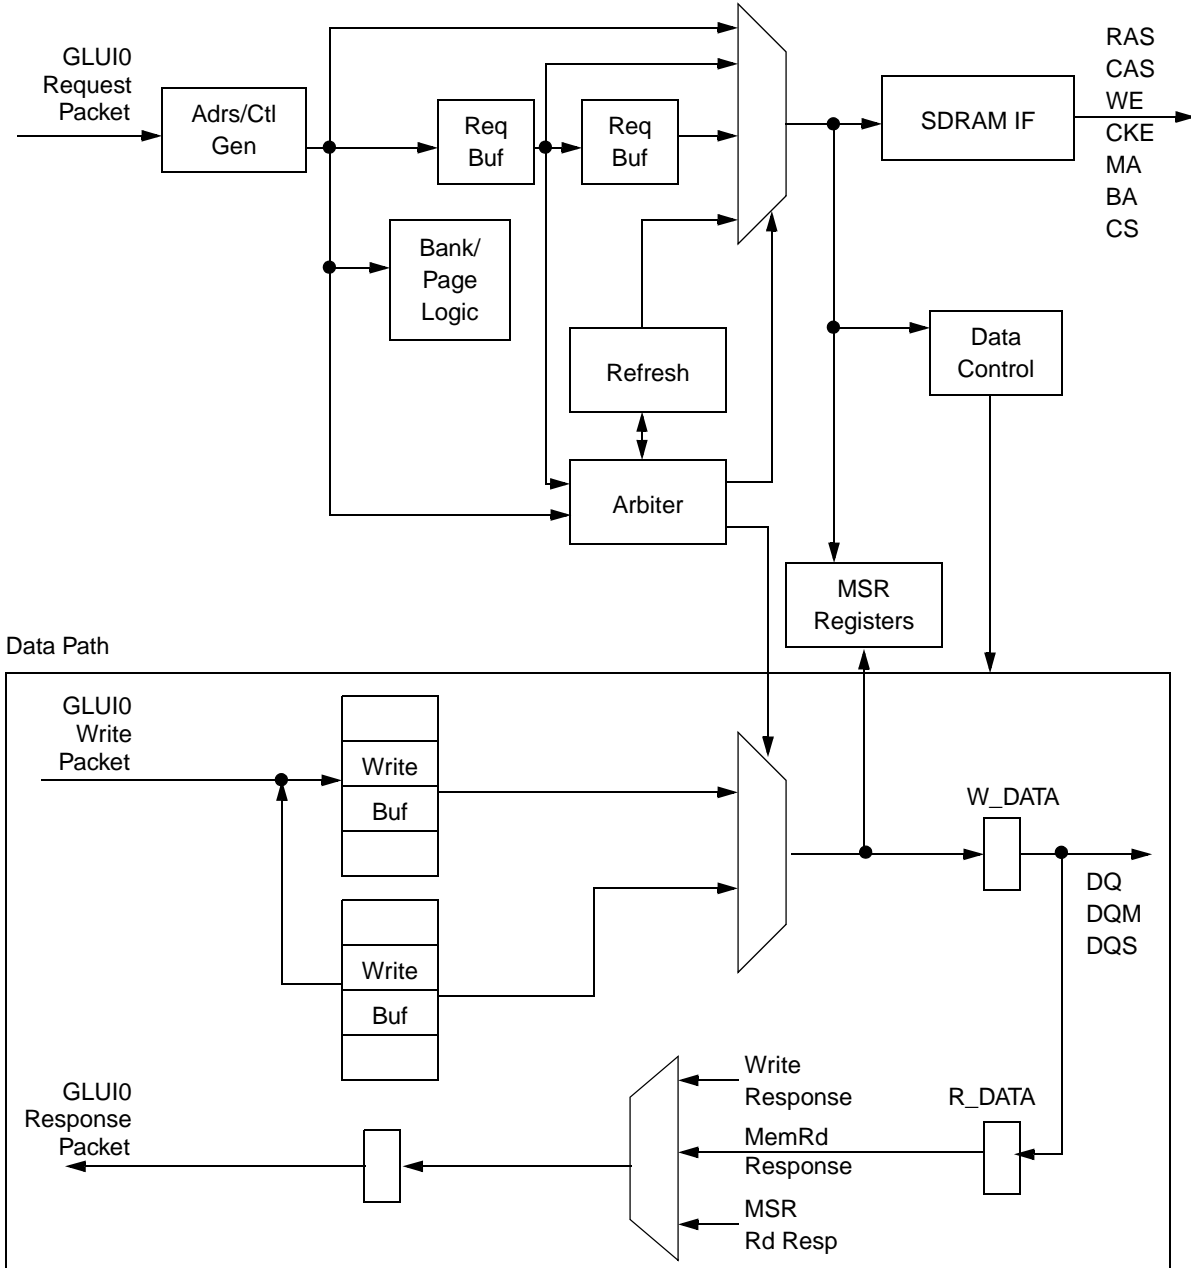 GLUI0
Request
Packet
Adrs/Ctl
Gen
Req
Buf
Req
Buf
SDRAM IF
RAS
CAS
WE
CKE
MA
BA
CS
Bank/
Page
Logic
Refresh
Data
Control
Arbiter
MSR
Registers
Data Path
GLUI0
Write
Packet
Write
Buf
W_DATA
DQ
DQM
DQS
Write
Buf
GLUI0
Response
Packet
Write
Response
MemRd
Response
MSR
Rd Resp
R_DATA